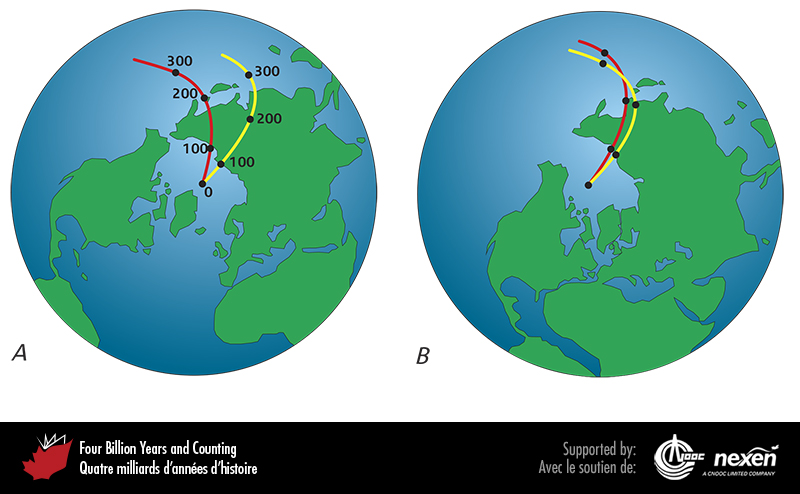 300
300
200
200
100
100
0
A
B
Four Billion Years and Counting
Quatre milliards d’années d’histoire
Supported by:
Avec le soutien de:
CNOOC
nexen
A CNOOC LIMITED COMPANY